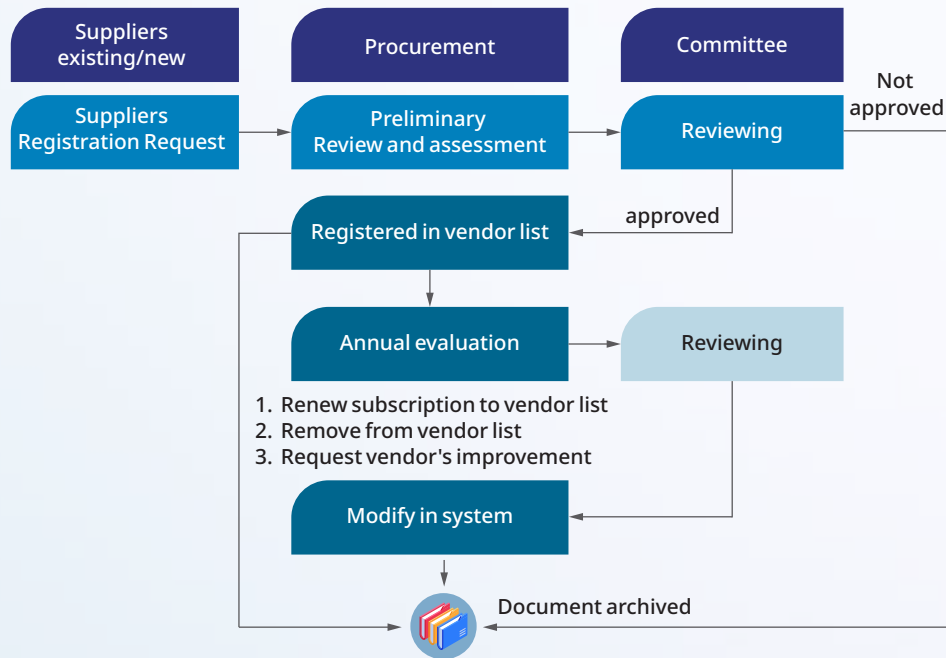 Suppliers
existing/new
Procurement
Committee
Suppliers
Registration Request
Preliminary
Review and assessment
Reviewing
Not
approved
approved
Registered in vendor list
Annual evaluation
Reviewing
1. Renew subscription to vendor list
2. Remove from vendor list
3. Request vendor's improvement
Modify in system
Document archived